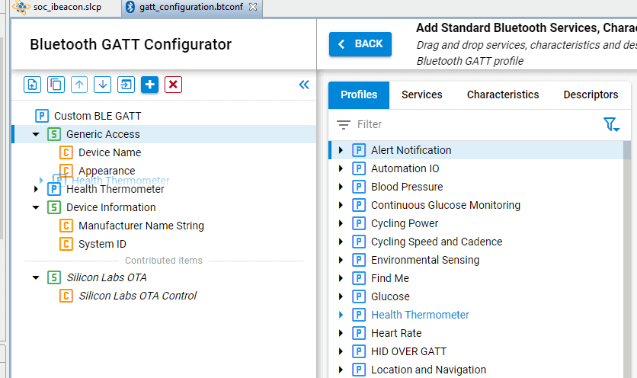 soc_ibeacon.slcp
gatt_configuration.btconf
Bluetooth GATT Configurator
Custom BLE GATT
Generic Access
Device Name
Appearance
Health Thermometer
Health Thermometer
Device Information
Manufacturer Name String
System ID
Contributed Items
Silicon Labs OTA
Silicon Labs OTA Control
BACK
Add Standard Bluetooth Services, Charac
Drag and drop services, characteristics and des
Bluetooth GATT profile
Profiles Services Characteristics Descriptors
Filter
Alert Notification
Automation IO
Blood Pressure
Continuous Glucose Monitoring
Cycling Power
Cycling Speed and Cadence
Environmental Sensing
Find Me
Glucose
Health Thermometer
Heart Rate
HID OVER GATT
Location and Navigation